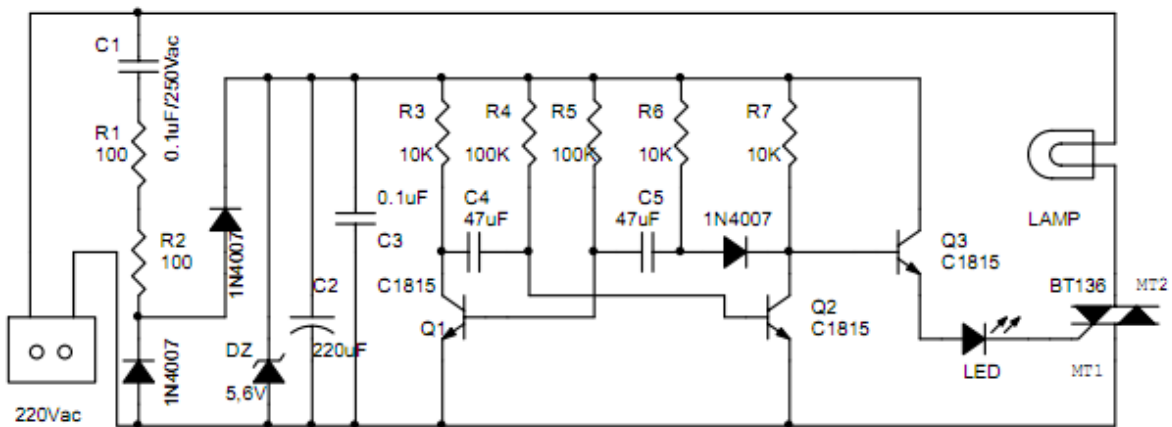 C1
0.1uF/250Vac
R1
100
R2
100
1N4007
1N4007
220Vac
DZ
5,6V
C2
220uF
0.1uF
C3
R3
10K
R4
100K
R5
100K
R6
10K
R7
10K
C4
47uF
C5
47uF
1N4007
C1815
Q1
Q2
C1815
Q3
C1815
LED
LAMP
BT136
MT2
MT1